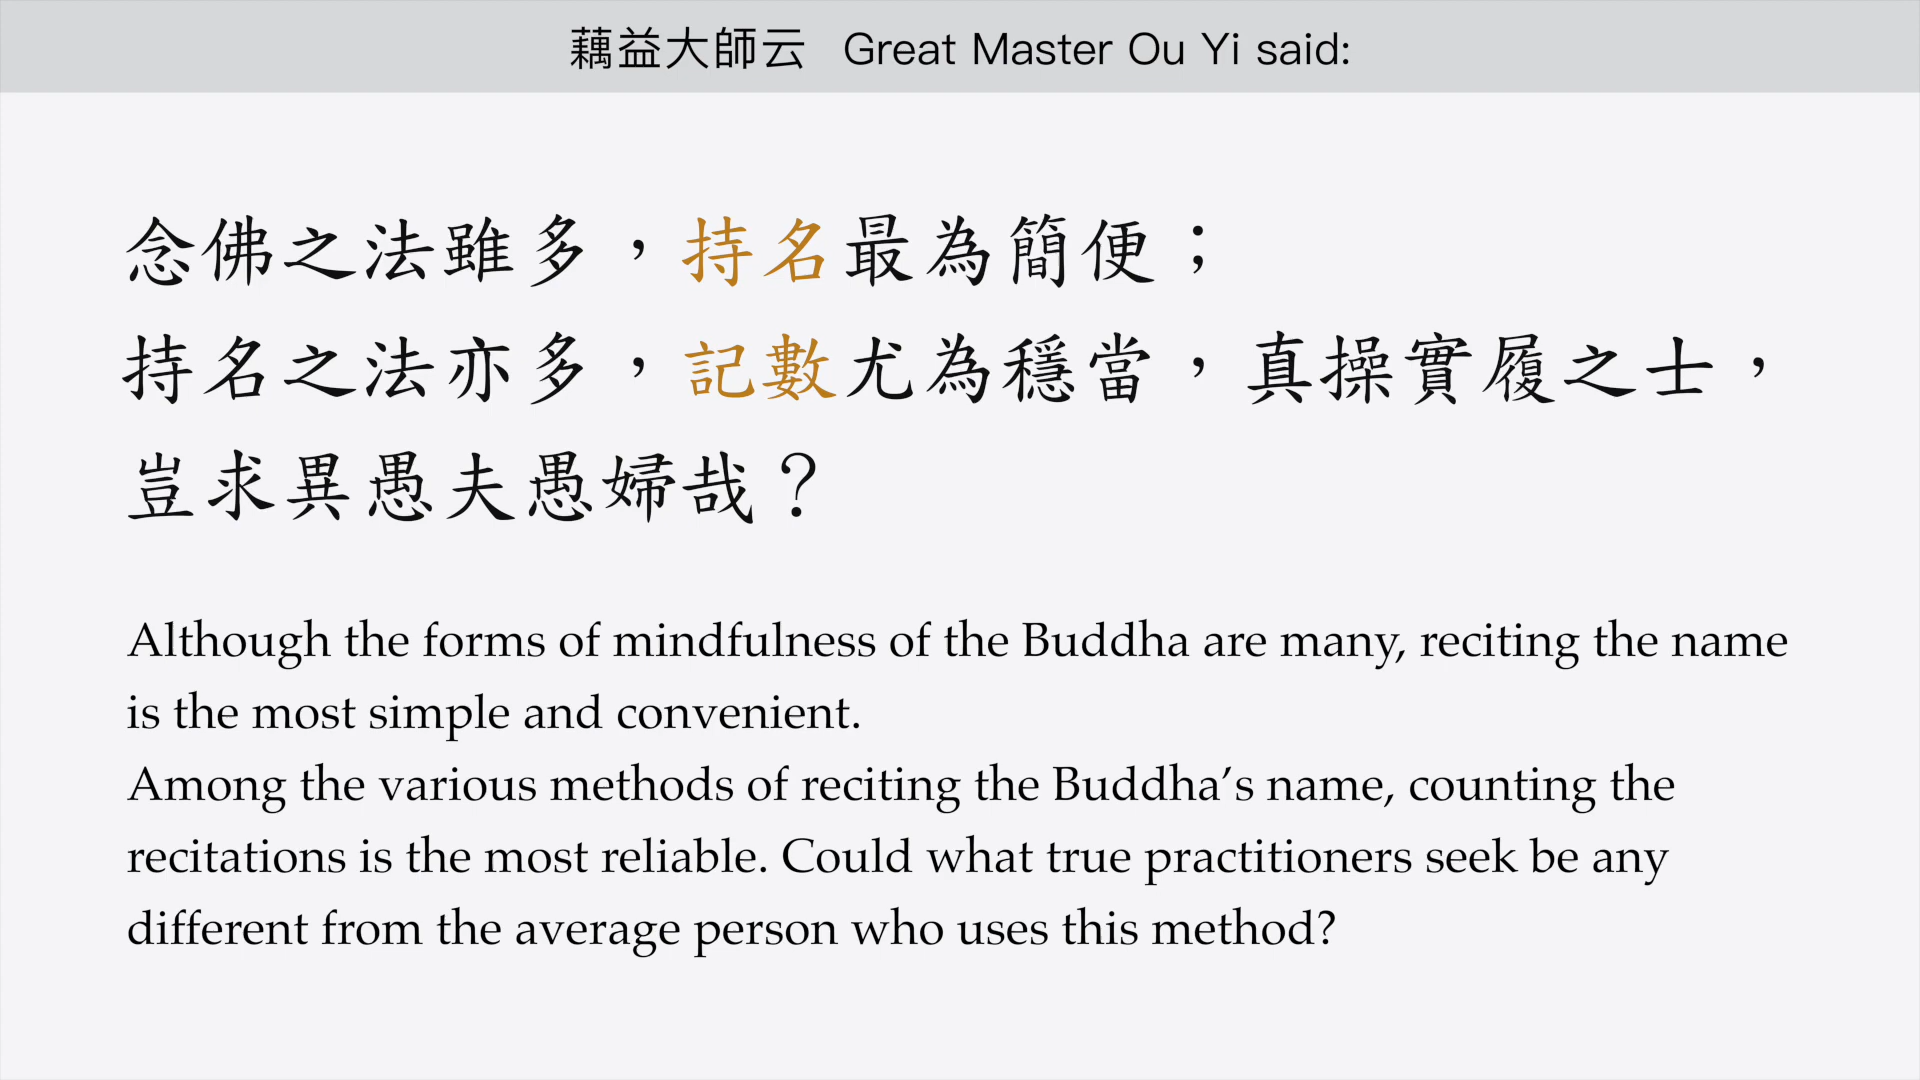 藕益大師云 Great Master Ou Yi said:
念佛之法雖多，持名最為簡便；
持名之法亦多，記數尤為穩當，真操實履之士，
豈求異愚夫愚婦哉？
Although the forms of mindfulness of the Buddha are many, reciting the name
is the most simple and convenient.
Among the various methods of reciting the Buddha’s name, counting the
recitations is the most reliable. Could what true practitioners seek be any
different from the average person who uses this method?